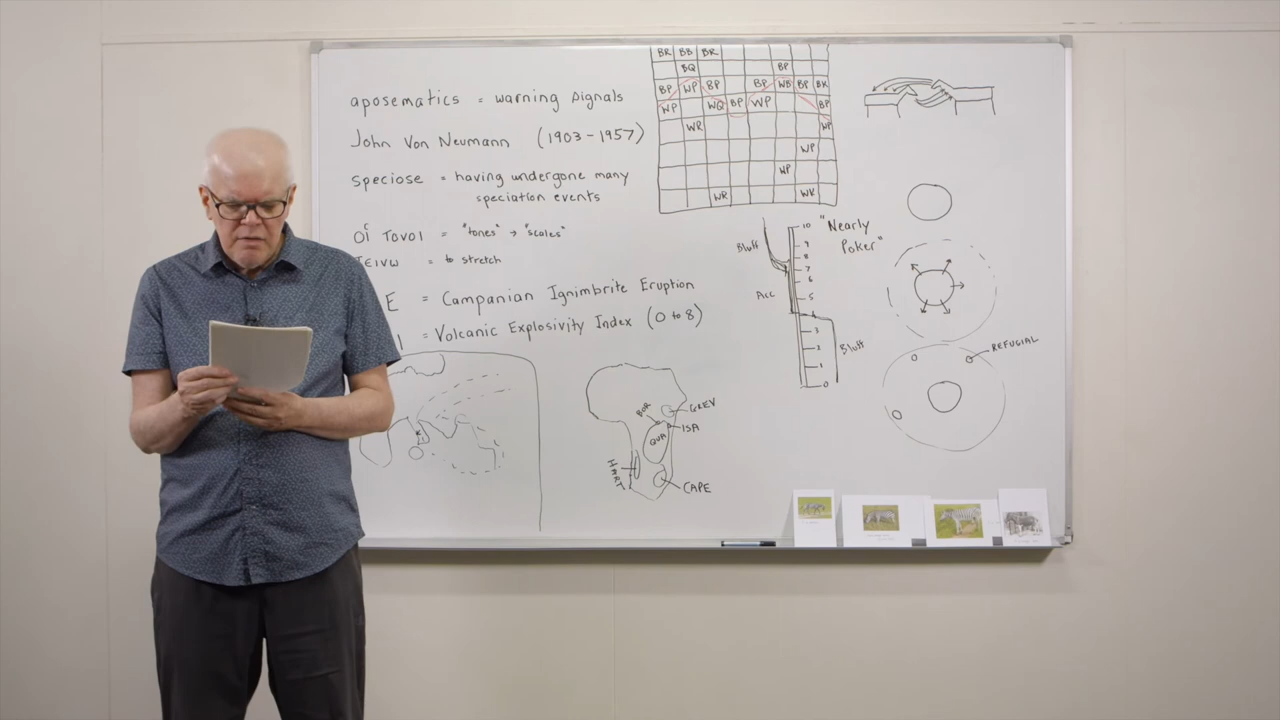 aposematics = warning signals
John Von Neumann (1903-1957)
speciose = having undergone many
speciation events
οἱ τονοι = "tones" → "scales"
τεινω = to stretch
E = Campanian Ignimbrite Eruption
I = Volcanic Explosivity Index (0 to 8)
BR BB BR
BQ BP
BP WP BP BP WB BP BK
WP WQ BP WP BP
WR WP
WP
WP
WR WK
"Nearly
Poker"
Bluff
Acc
Bluff
10
9
8
7
6
5
4
3
2
1
0
REFUGIAL
BOR
GREV
QUA
ISA
HART
CAPE